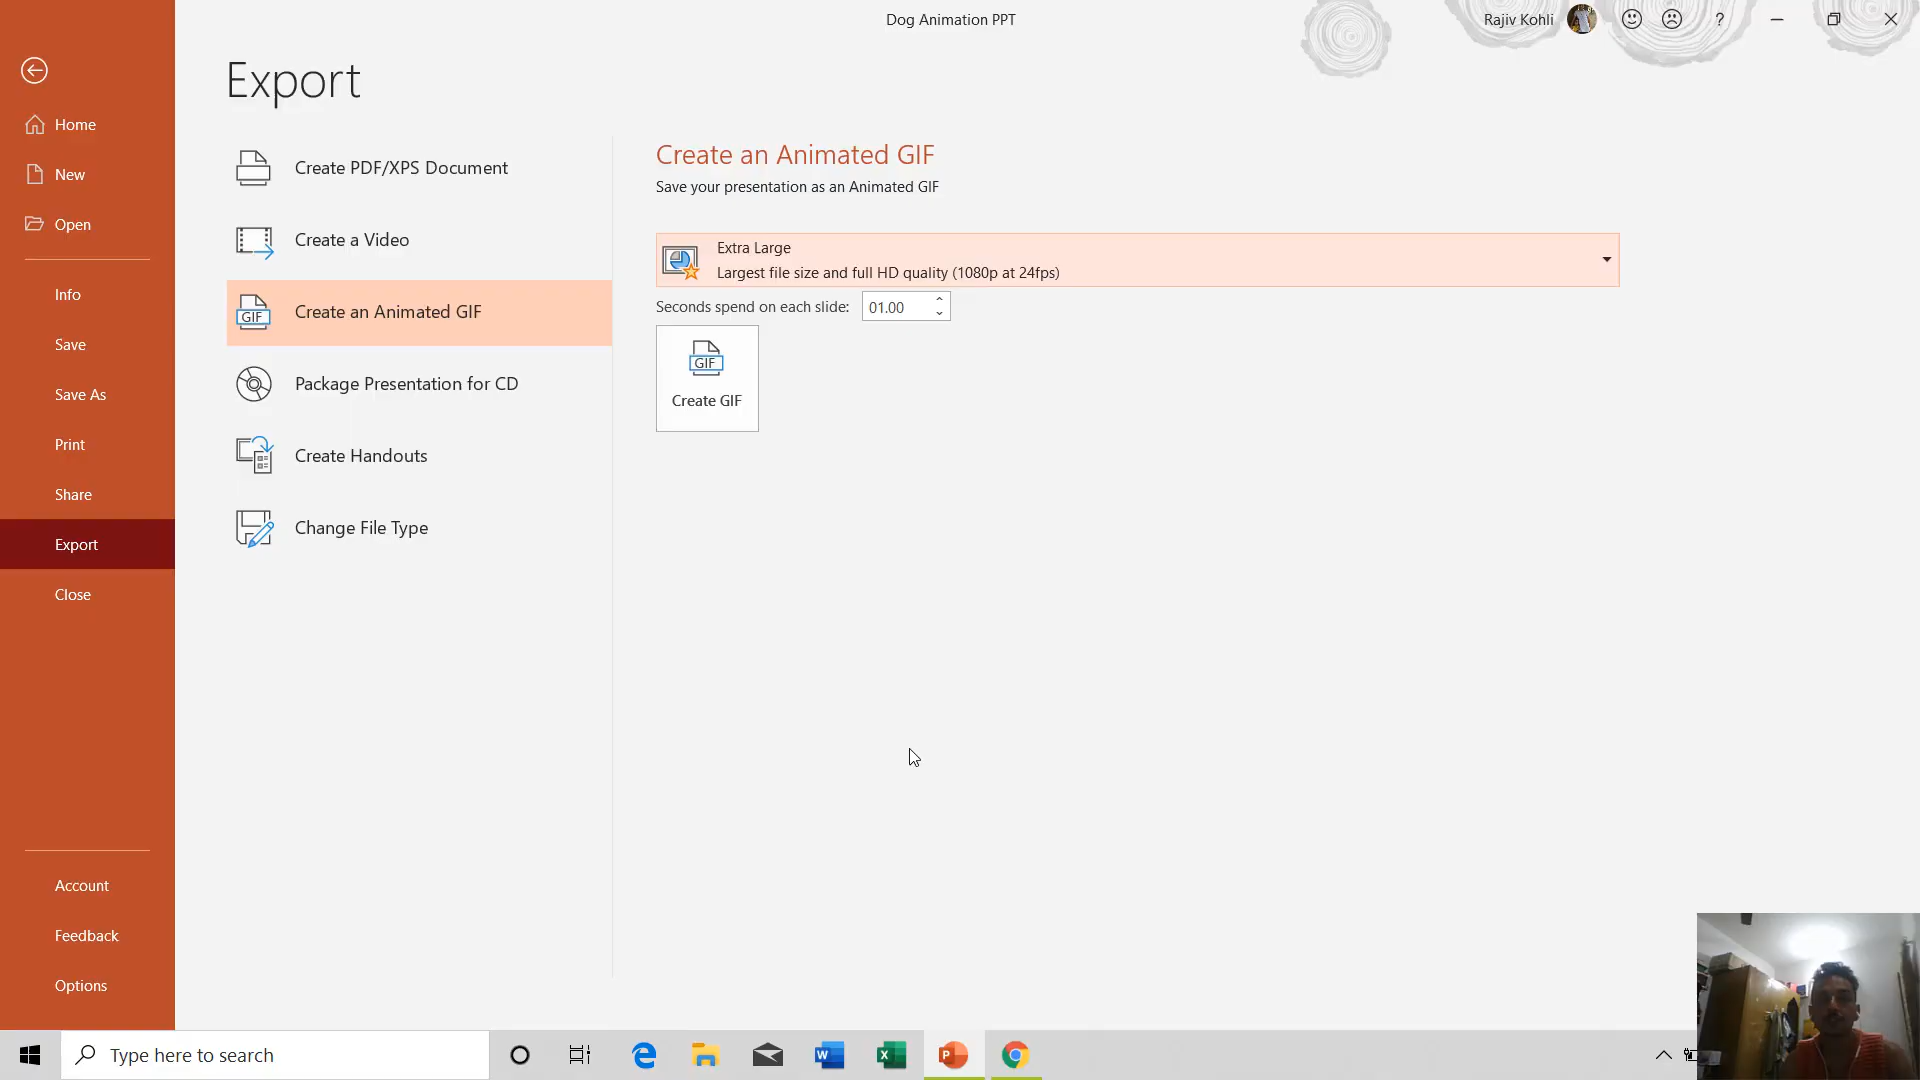 Dog Animation PPT
Rajiv Kohli
?
Export
Home
New
Open
Info
Save
Save As
Print
Share
Export
Close
Account
Feedback
Options
Create PDF/XPS Document
Create a Video
GIF
Create an Animated GIF
Package Presentation for CD
Create Handouts
Change File Type
Create an Animated GIF
Save your presentation as an Animated GIF
Extra Large
Largest file size and full HD quality (1080p at 24fps)
Seconds spend on each slide: 01.00
GIF
Create GIF
Type here to search
W
X
P